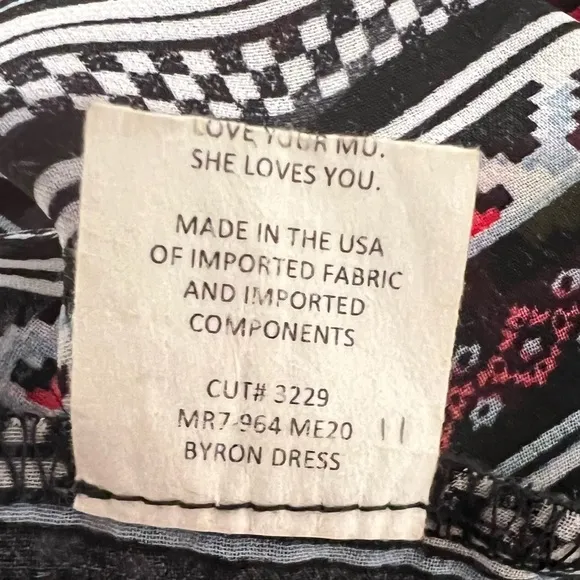 LOVE YOUR MU.
SHE LOVES YOU.
MADE IN THE USA
OF IMPORTED FABRIC
AND IMPORTED
COMPONENTS
CUT# 3229
MR7-964 ME20 11
BYRON DRESS